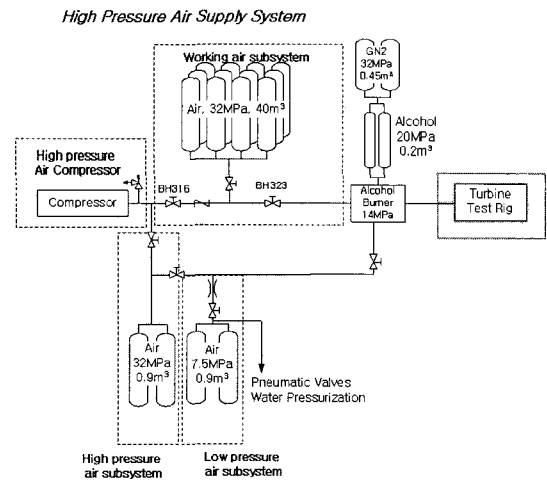 High Pressure Air Supply System
Working air subsystem
Air, 32MPa, 40m³
GN2
32MPa
0.45m³
Alcohol
20MPa
0.2m³
High pressure
Air Compressor
Compressor
BH316
BH323
Alcohol
Burner
14MPa
Turbine
Test Rig
Air
32MPa
0.9m³
Air
7.5MPa
0.9m³
Pneumatic Valves
Water Pressurization
High pressure
air subsystem
Low pressure
air subsystem